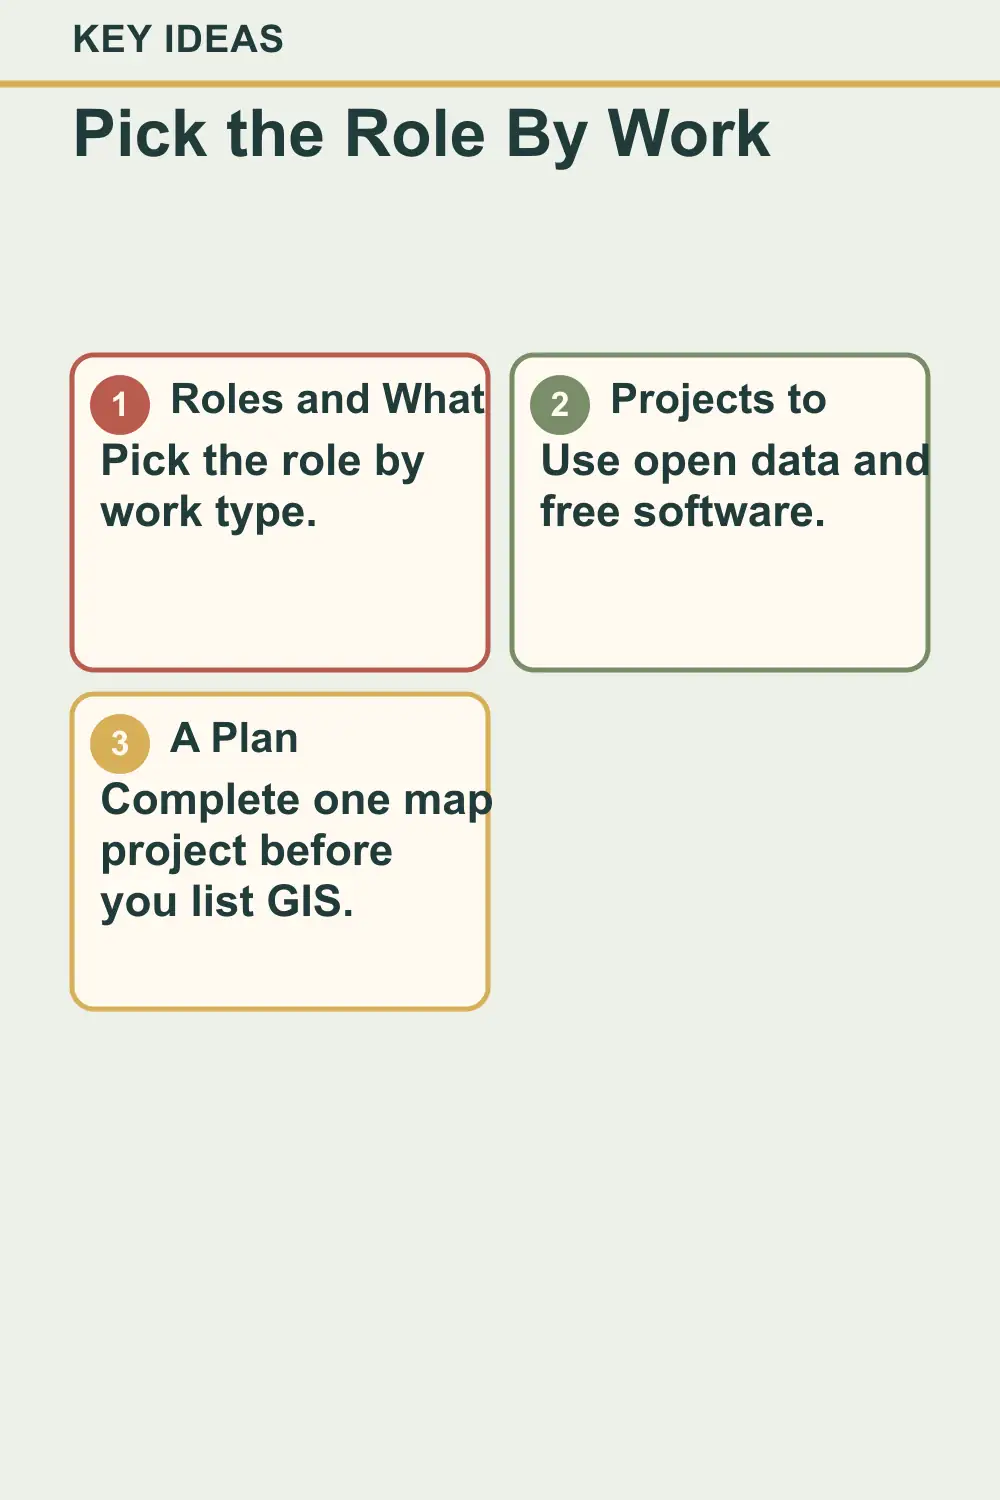 KEY IDEAS
Pick the Role By Work
1 Roles and What
Pick the role by
work type.
2 Projects to
Use open data and
free software.
3 A Plan
Complete one map
project before
you list GIS.